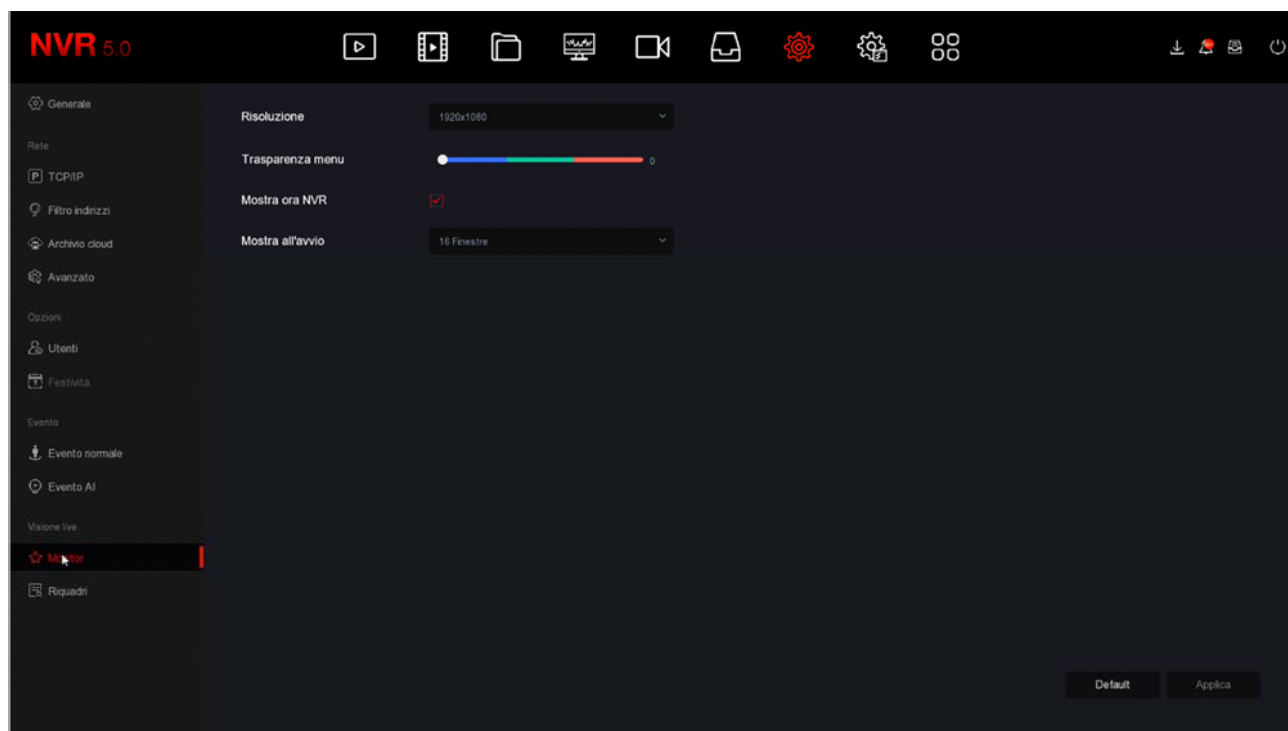 NVR 5.0
Generale
Rete
TCP/IP
Filtro indirizzi
Archivio cloud
Avanzato
Opzioni
Utenti
Festività
Evento
Evento normale
Evento AI
Visione live
Monitor
Riquadri
Risoluzione 1920x1080
Trasparenza menu 0
Mostra ora NVR
Mostra all'avvio 16 Finestre
Default Applica